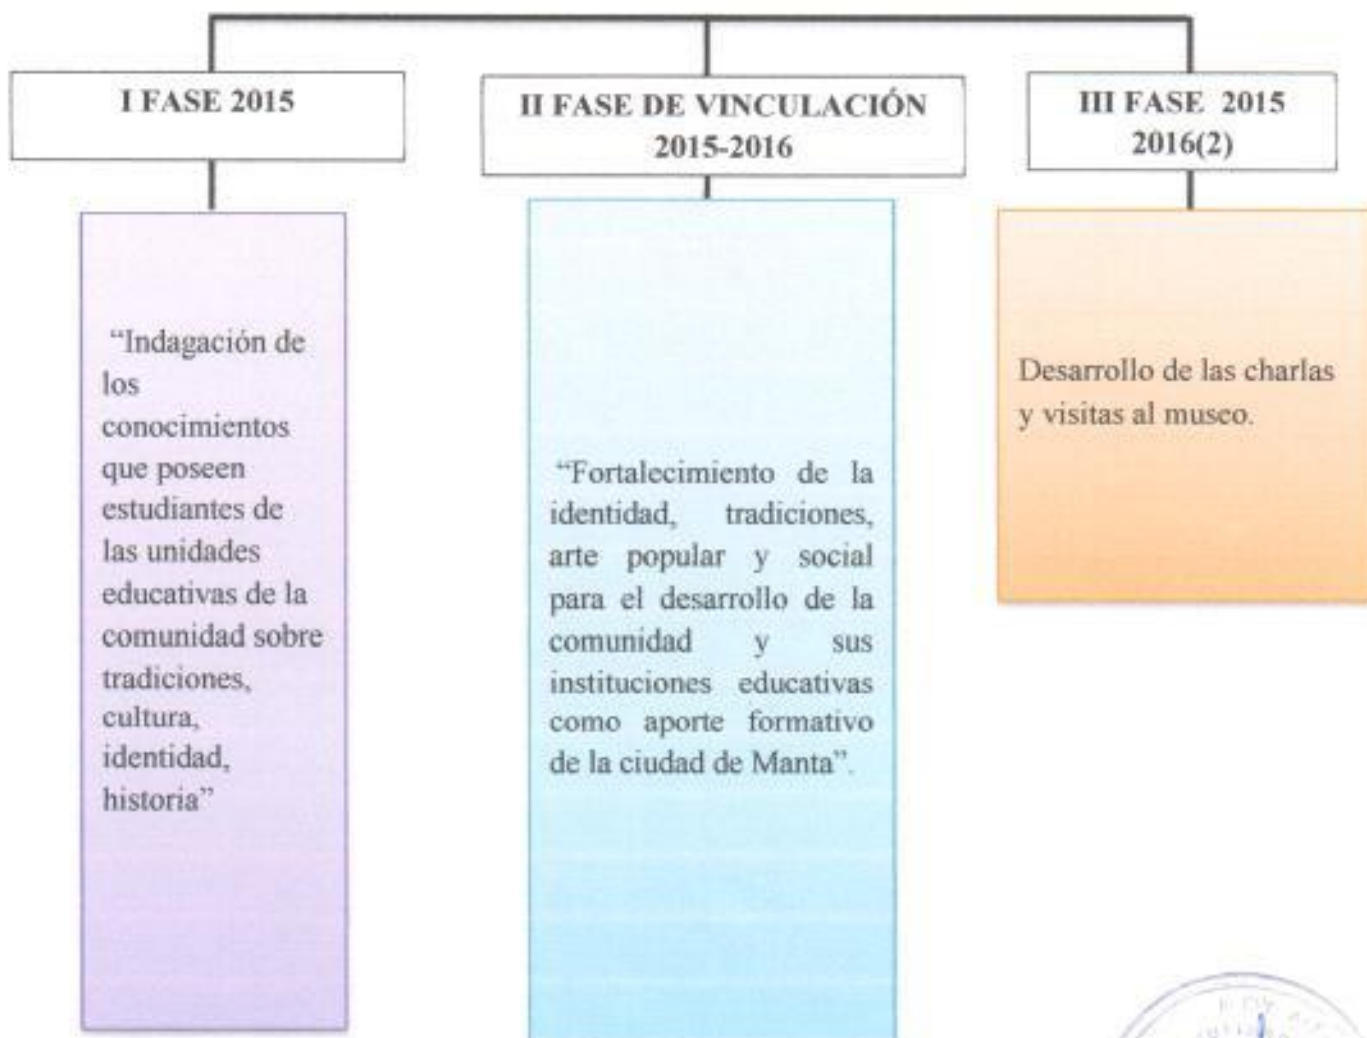 I FASE 2015
II FASE DE VINCULACIÓN
2015-2016
III FASE 2015
2016(2)
“Indagación de
los
conocimientos
que poseen
estudiantes de
las unidades
educativas de la
comunidad sobre
tradiciones,
cultura,
identidad,
historia”
“Fortalecimiento de la
identidad, tradiciones,
arte popular y social
para el desarrollo de la
comunidad y sus
instituciones educativas
como aporte formativo
de la ciudad de Manta”.
Desarrollo de las charlas
y visitas al museo.